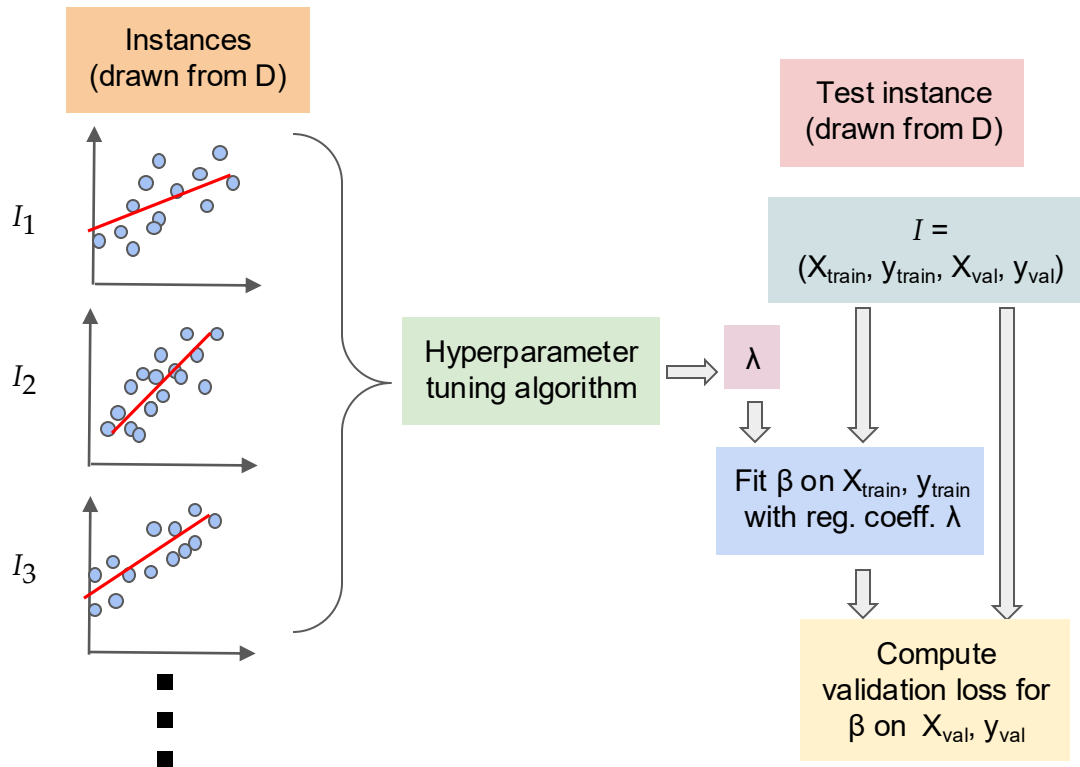 Instances
(drawn from D)
I1
I2
I3
Hyperparameter
tuning algorithm
λ
Test instance
(drawn from D)
I =
(Xtrain, ytrain, Xval, yval)
Fit β on Xtrain, ytrain
with reg. coeff. λ
Compute
validation loss for
β on Xval, yval